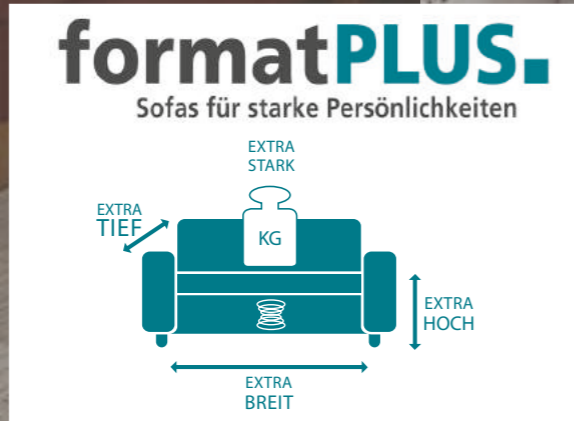 formatPLUS.
Sofas für starke Persönlichkeiten
EXTRA
STARK
EXTRA
TIEF
KG
EXTRA
HOCH
EXTRA
BREIT